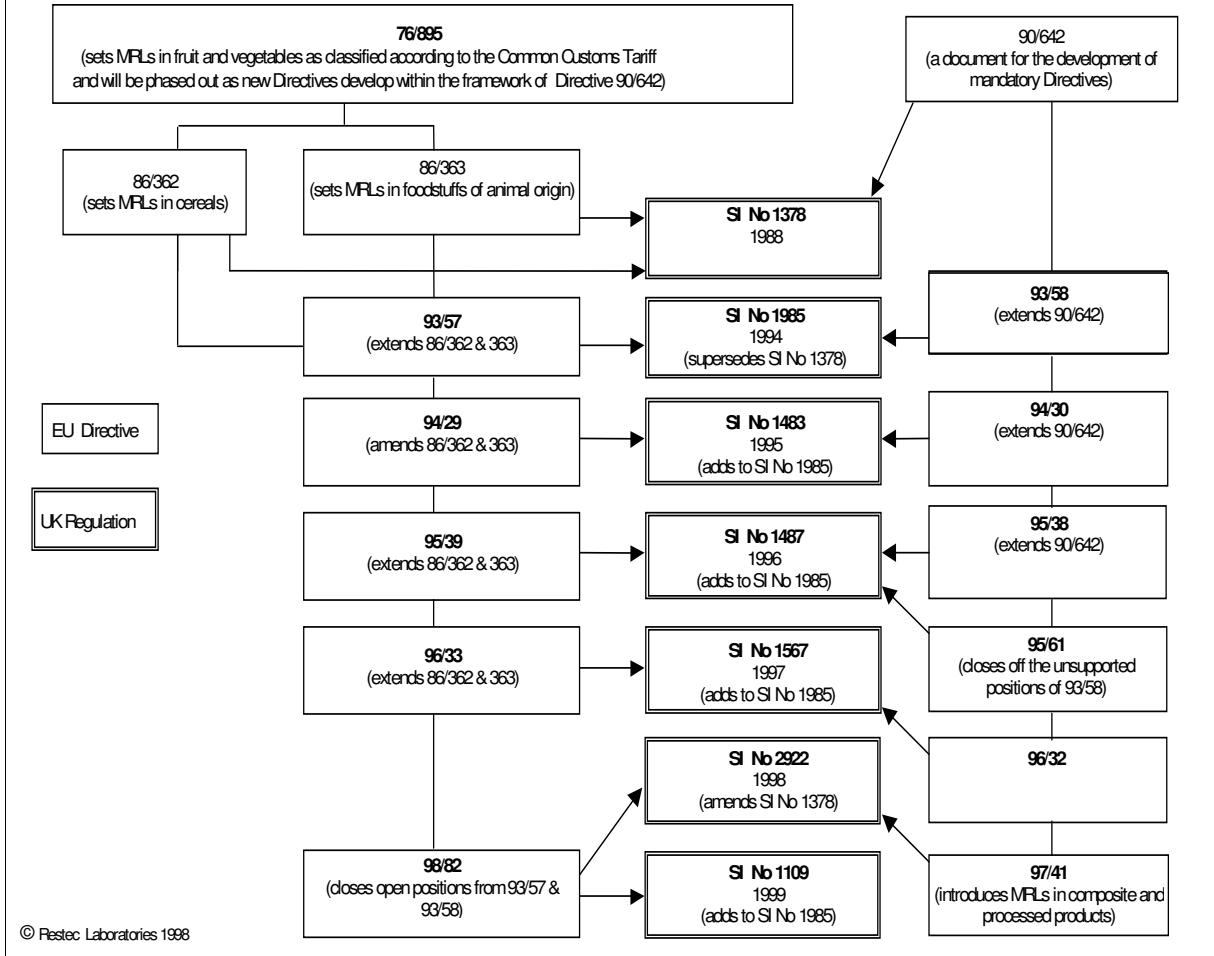 76/895
(sets MRLs in fruit and vegetables as classified according to the Common Customs Tariff
and will be phased out as new Directives develop within the framework of Directive 90/642)
90/642
(a document for the development of
mandatory Directives)
86/362
(sets MRLs in cereals)
86/363
(sets MRLs in foodstuffs of animal origin)
SI No 1378
1988
93/57
(extends 86/362 & 363)
SI No 1985
1994
(supersedes SI No 1378)
93/58
(extends 90/642)
EU Directive
94/29
(amends 86/362 & 363)
SI No 1483
1995
(adds to SI No 1985)
94/30
(extends 90/642)
UK Regulation
95/39
(extends 86/362 & 363)
SI No 1487
1996
(adds to SI No 1985)
95/38
(extends 90/642)
96/33
(extends 86/362 & 363)
SI No 1567
1997
(adds to SI No 1985)
95/61
(closes off the unsupported
positions of 93/58)
SI No 2922
1998
(amends SI No 1378)
96/32
98/82
(closes open positions from 93/57 &
93/58)
SI No 1109
1999
(adds to SI No 1985)
97/41
(introduces MRLs in composite and
processed products)
© Restec Laboratories 1998